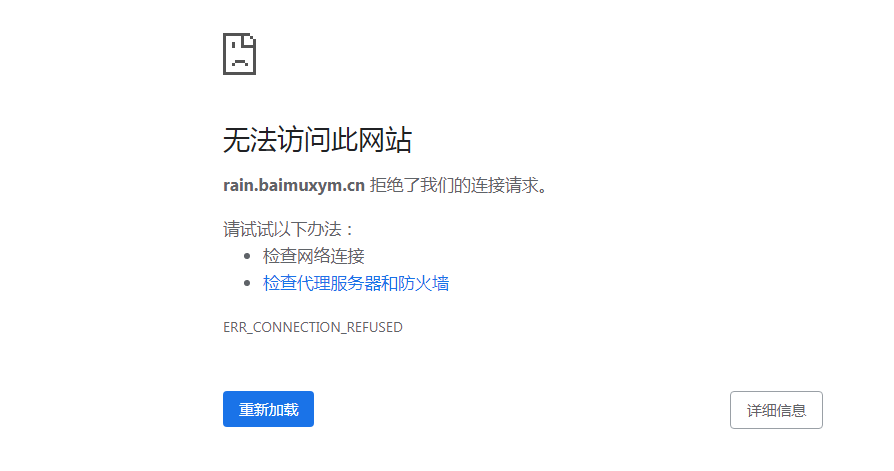 无法访问此网站
rain.baimuxym.cn 拒绝了我们的连接请求。
请试试以下办法：
检查网络连接
检查代理服务器和防火墙
ERR_CONNECTION_REFUSED
重新加载
详细信息